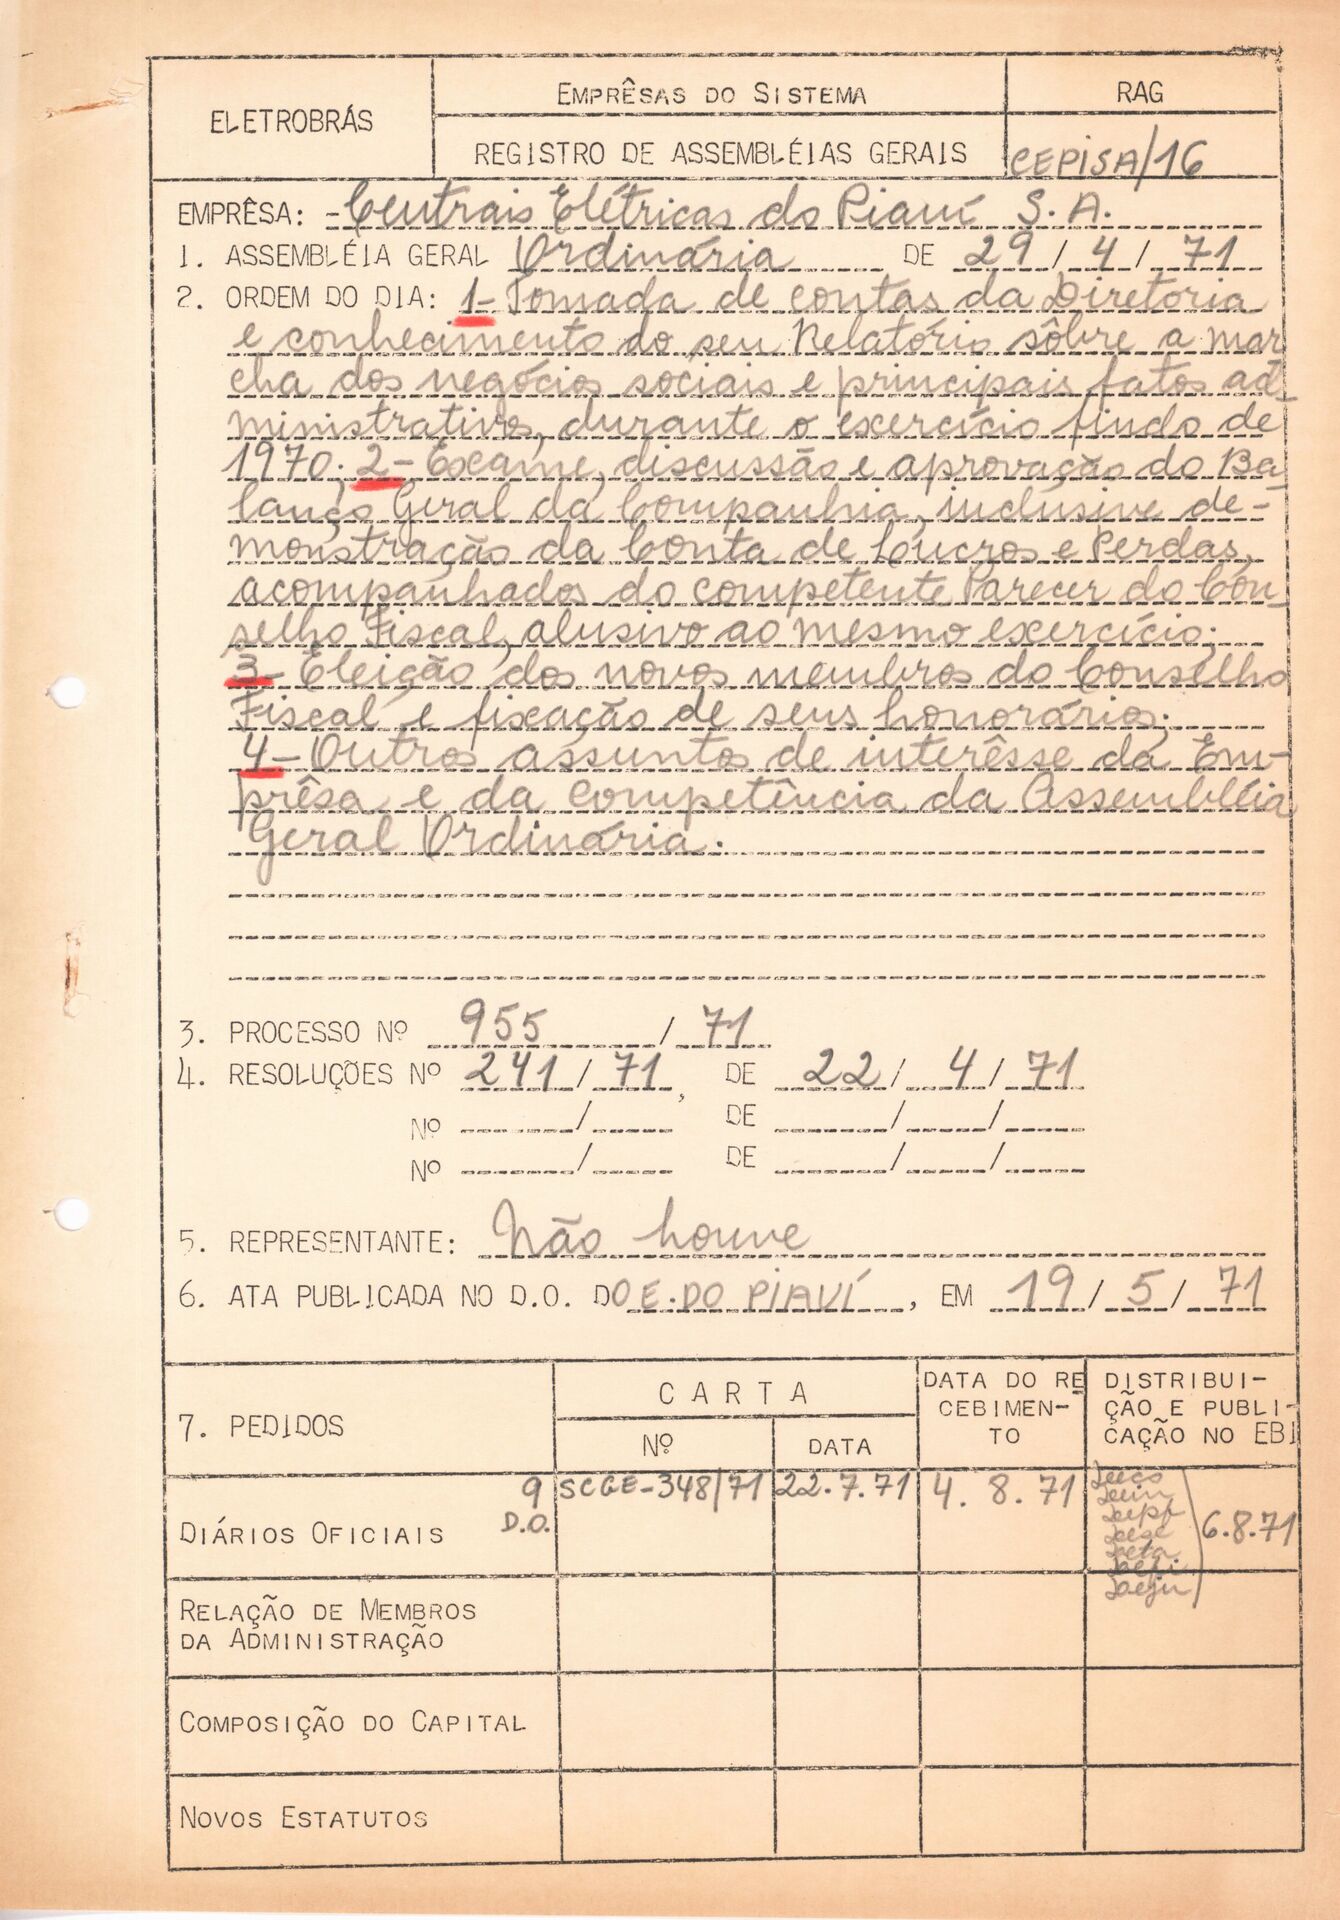 ELETROBRÁS
EMPRÊSAS DO SISTEMA
RAG
REGISTRO DE ASSEMBLÉIAS GERAIS
CEPISA/16
EMPRÊSA: Centrais Elétricas do Piauí S.A.
1. ASSEMBLÉIA GERAL Ordinária DE 29/4/71
2. ORDEM DO DIA: 1- Tomada de contas da Diretoria
e conhecimento do seu Relatório sôbre a mar
cha dos negócios sociais e principais fatos ad-
ministrativos, durante o exercício findo de
1970; 2- Exame, discussão e aprovação do Ba
lanço Geral da Companhia, inclusive de-
monstração da Conta de Lucros e Perdas,
acompanhados do competente Parecer do Con-
selho Fiscal, alusivo ao mesmo exercício;
3- Eleição dos novos membros do Conselho
Fiscal e fixação de seus honorários;
4- Outros assuntos de interêsse da Em-
prêsa e da competência da Assembléia
Geral Ordinária.
3. PROCESSO Nº 955/71
4. RESOLUÇÕES Nº 241/71, DE 22/4/71
Nº / DE / /
Nº / DE / /
5. REPRESENTANTE: Não houve
6. ATA PUBLICADA NO D.O. DO E. DO PIAUÍ, EM 19/5/71
7. PEDIDOS
CARTA
Nº
DATA
DATA DO RE
CEBIMEN-
TO
DISTRIBUI-
ÇÃO E PUBLI-
CAÇÃO NO EBI
DIÁRIOS OFICIAIS
9
D.O.
SCGE-348/71
22.7.71
4.8.71
6.8.71
RELAÇÃO DE MEMBROS
DA ADMINISTRAÇÃO
COMPOSIÇÃO DO CAPITAL
NOVOS ESTATUTOS